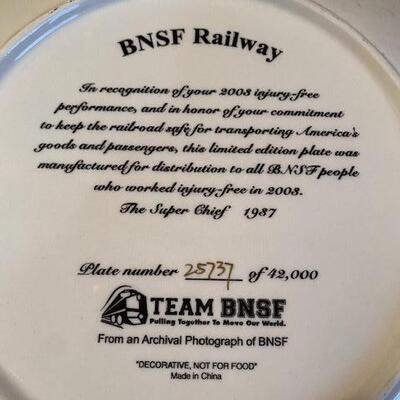 BNSF Railway
In recognition of your 2003 injury-free
performance, and in honor of your commitment
to keep the railroad safe for transporting America's
goods and passengers, this limited edition plate was
manufactured for distribution to all BNSF people
who worked injury-free in 2003.
The Super Chief 1937
Plate number 25737 of 42,000
TEAM BNSF
Pulling Together To Move Our World.
From an Archival Photograph of BNSF
"DECORATIVE, NOT FOR FOOD"
Made in China